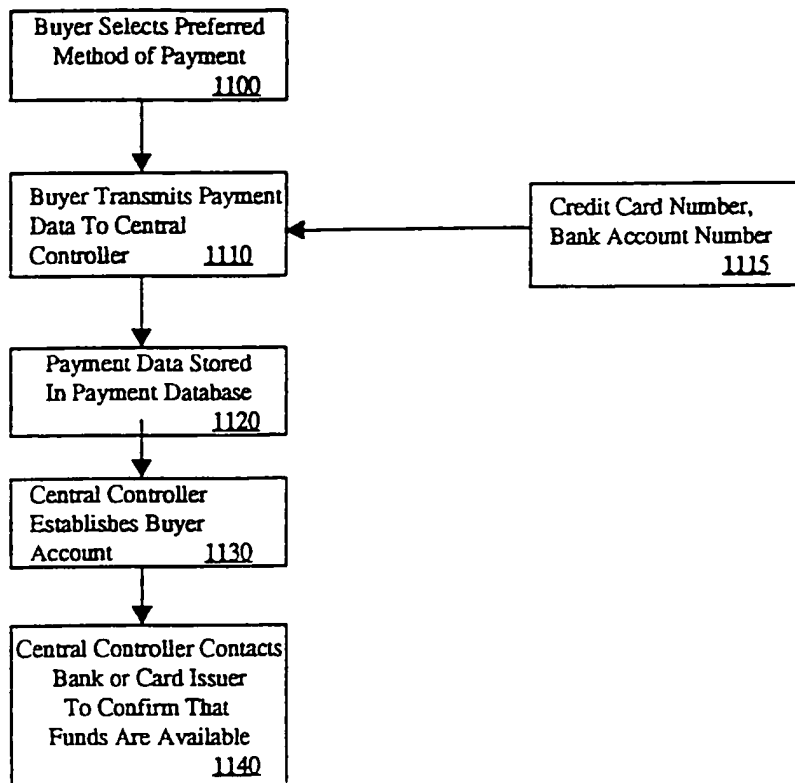 Buyer Selects Preferred
Method of Payment
1100
Buyer Transmits Payment
Data To Central
Controller 1110
Credit Card Number,
Bank Account Number
1115
Payment Data Stored
In Payment Database
1120
Central Controller
Establishes Buyer
Account 1130
Central Controller Contacts
Bank or Card Issuer
To Confirm That
Funds Are Available
1140